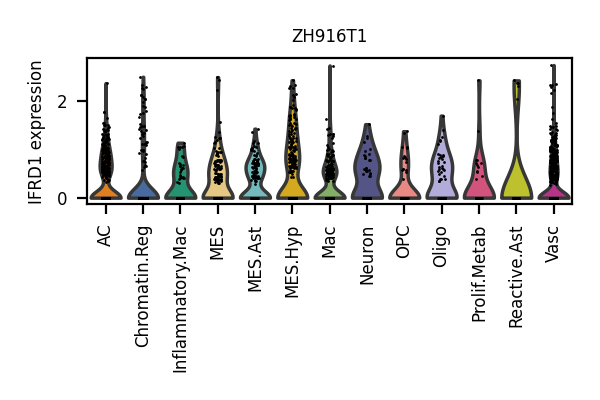 ZH916T1
IFRD1 expression
2
0
AC
Chromatin.Reg
Inflammatory.Mac
MES
MES.Ast
MES.Hyp
Mac
Neuron
OPC
Oligo
Prolif.Metab
Reactive.Ast
Vasc